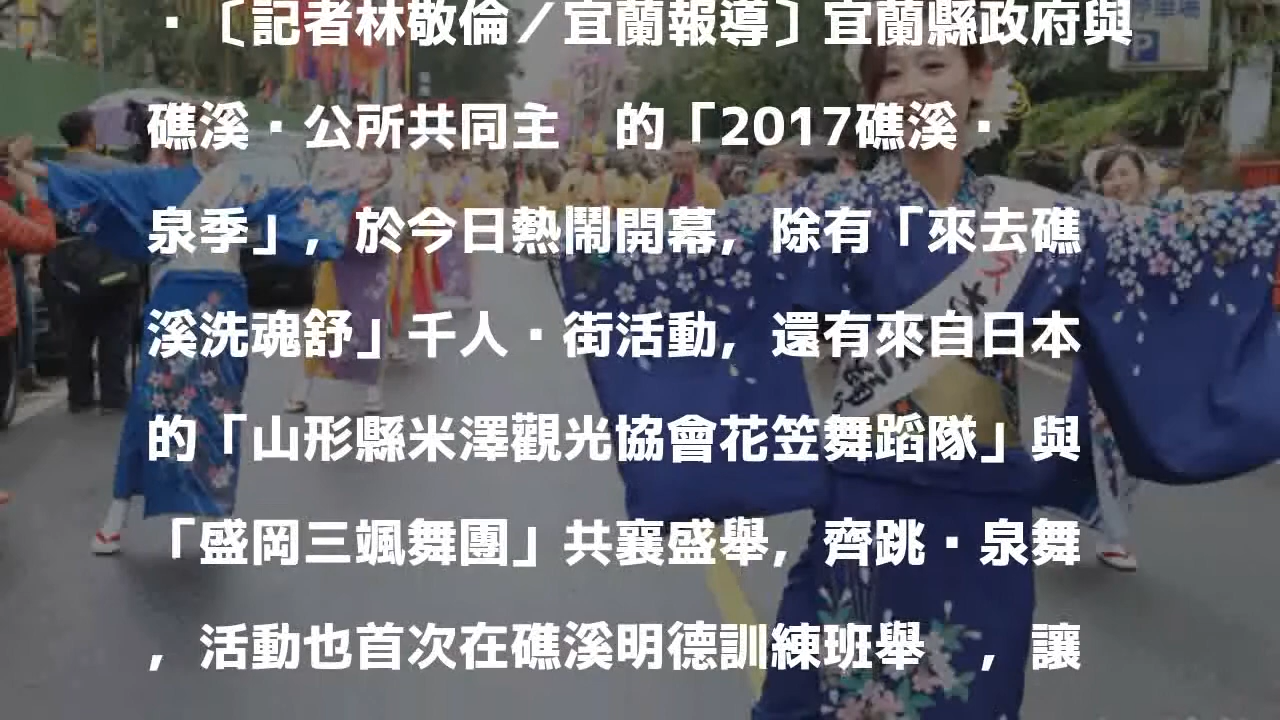 ·〔記者林敬倫／宜蘭報導〕宜蘭縣政府與
礁溪·公所共同主　的「2017礁溪·
泉季」，於今日熱鬧開幕，除有「來去礁
溪洗魂舒」千人·街活動，還有來自日本
的「山形縣米澤觀光協會花笠舞蹈隊」與
「盛岡三颯舞團」共襄盛舉，齊跳·泉舞
，活動也首次在礁溪明德訓練班舉　，讓